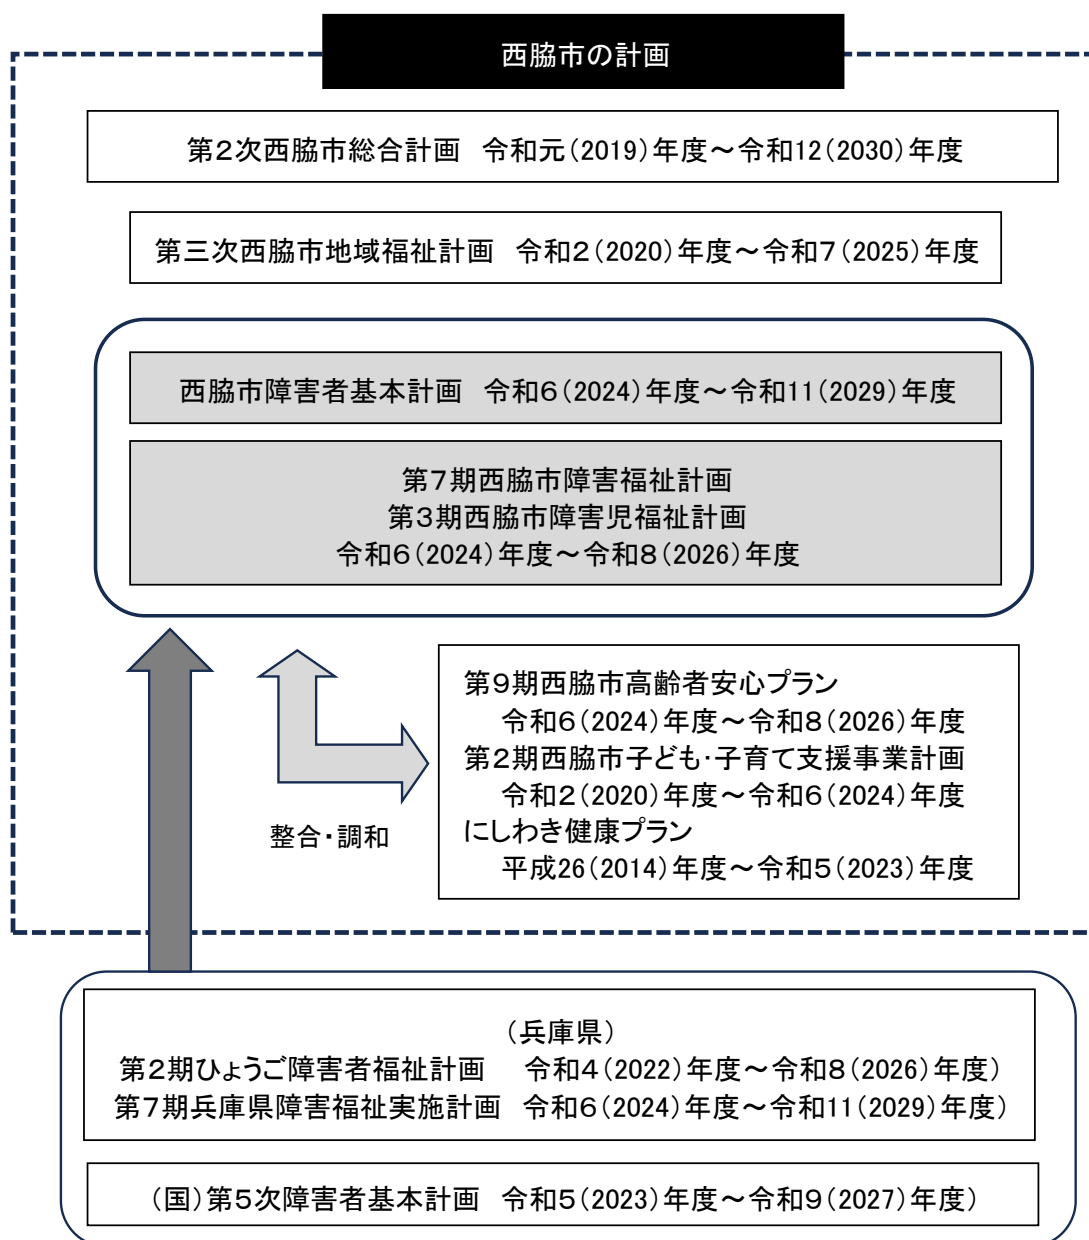 西脇市の計画
第2次西脇市総合計画 令和元(2019)年度～令和12(2030)年度
第三次西脇市地域福祉計画 令和2(2020)年度～令和7(2025)年度
西脇市障害者基本計画 令和6(2024)年度～令和11(2029)年度
第7期西脇市障害福祉計画
第3期西脇市障害児福祉計画
令和6(2024)年度～令和8(2026)年度
第9期西脇市高齢者安心プラン
令和6(2024)年度～令和8(2026)年度
第2期西脇市子ども・子育て支援事業計画
令和2(2020)年度～令和6(2024)年度
にしわき健康プラン
平成26(2014)年度～令和5(2023)年度
整合・調和
(兵庫県)
第2期ひょうご障害者福祉計画 令和4(2022)年度～令和8(2026)年度)
第7期兵庫県障害福祉実施計画 令和6(2024)年度～令和11(2029)年度)
(国)第5次障害者基本計画 令和5(2023)年度～令和9(2027)年度)